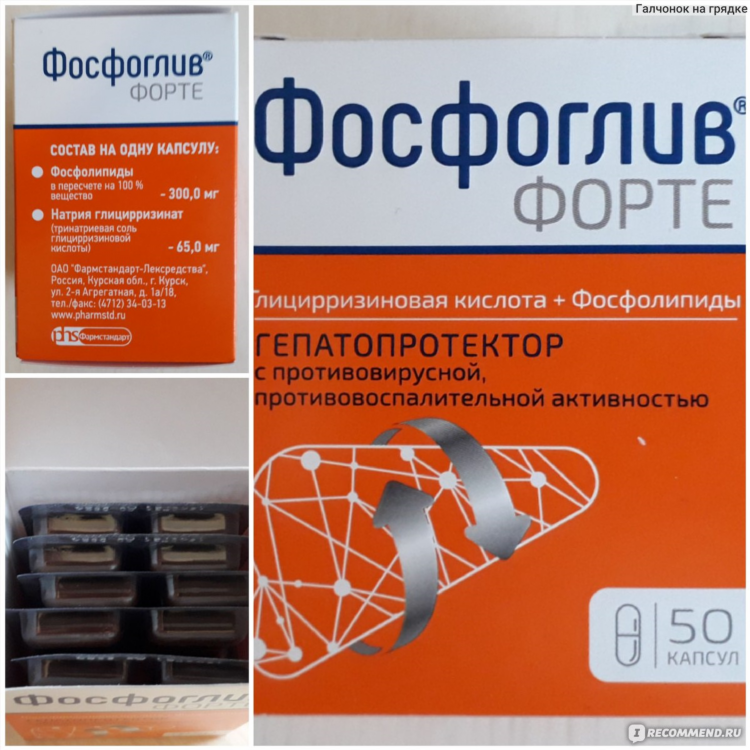 Галчонок на грядке
Фосфоглив®
ФОРТЕ
СОСТАВ НА ОДНУ КАПСУЛУ:
Фосфолипиды
в пересчете на 100 %
вещество - 300,0 мг
Натрия глицирризинат
(тринатриевая соль
глицирризиновой
кислоты) - 65,0 мг
ОАО "Фармстандарт-Лексредства",
Россия, Курская обл., г. Курск,
ул. 2-я Агрегатная, д. 1а/18,
тел./факс: (4712) 34-03-13
www.pharmstd.ru
phs Фармстандарт
Фосфоглив®
ФОРТЕ
Глицирризиновая кислота + Фосфолипиды
ГЕПАТОПРОТЕКТОР
с противовирусной,
противовоспалительной активностью
50
КАПСУЛ
Фосфоглив
ФОРТЕ
I RECOMMEND.RU